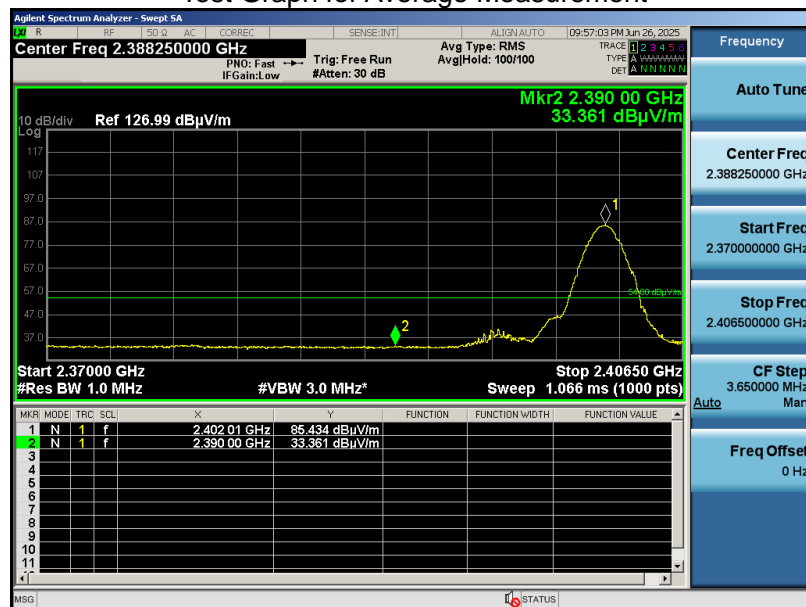 Test Graph for Average Measurement
Agilent Spectrum Analyzer - Swept SA
LXI R RF 50 Ω AC CORREC SENSE:INT ALIGN AUTO 09:57:03 PM Jun 26, 2025
Center Freq 2.388250000 GHz
PNO: Fast
IFGain:Low
Trig: Free Run
#Atten: 30 dB
Avg Type: RMS
Avg|Hold: 100/100
TRACE 1 2 3 4 5 6
TYPE A WWWWW
DET A N N N N N
Mkr2 2.390 00 GHz
33.361 dBµV/m
10 dB/div
Log
Ref 126.99 dBµV/m
117
107
97.0
87.0
77.0
67.0
57.0
47.0
37.0
1
2
54.00 dBµV/m
Start 2.37000 GHz
Stop 2.40650 GHz
#Res BW 1.0 MHz
#VBW 3.0 MHz*
Sweep 1.066 ms (1000 pts)
MKR MODE TRC SCL X Y FUNCTION FUNCTION WIDTH FUNCTION VALUE
1 N 1 f 2.402 01 GHz 85.434 dBµV/m
2 N 1 f 2.390 00 GHz 33.361 dBµV/m
3
4
5
6
7
8
9
10
11
MSG
STATUS
Frequency
Auto Tune
Center Freq
2.388250000 GHz
Start Freq
2.370000000 GHz
Stop Freq
2.406500000 GHz
CF Step
3.650000 MHz
Auto Man
Freq Offset
0 Hz